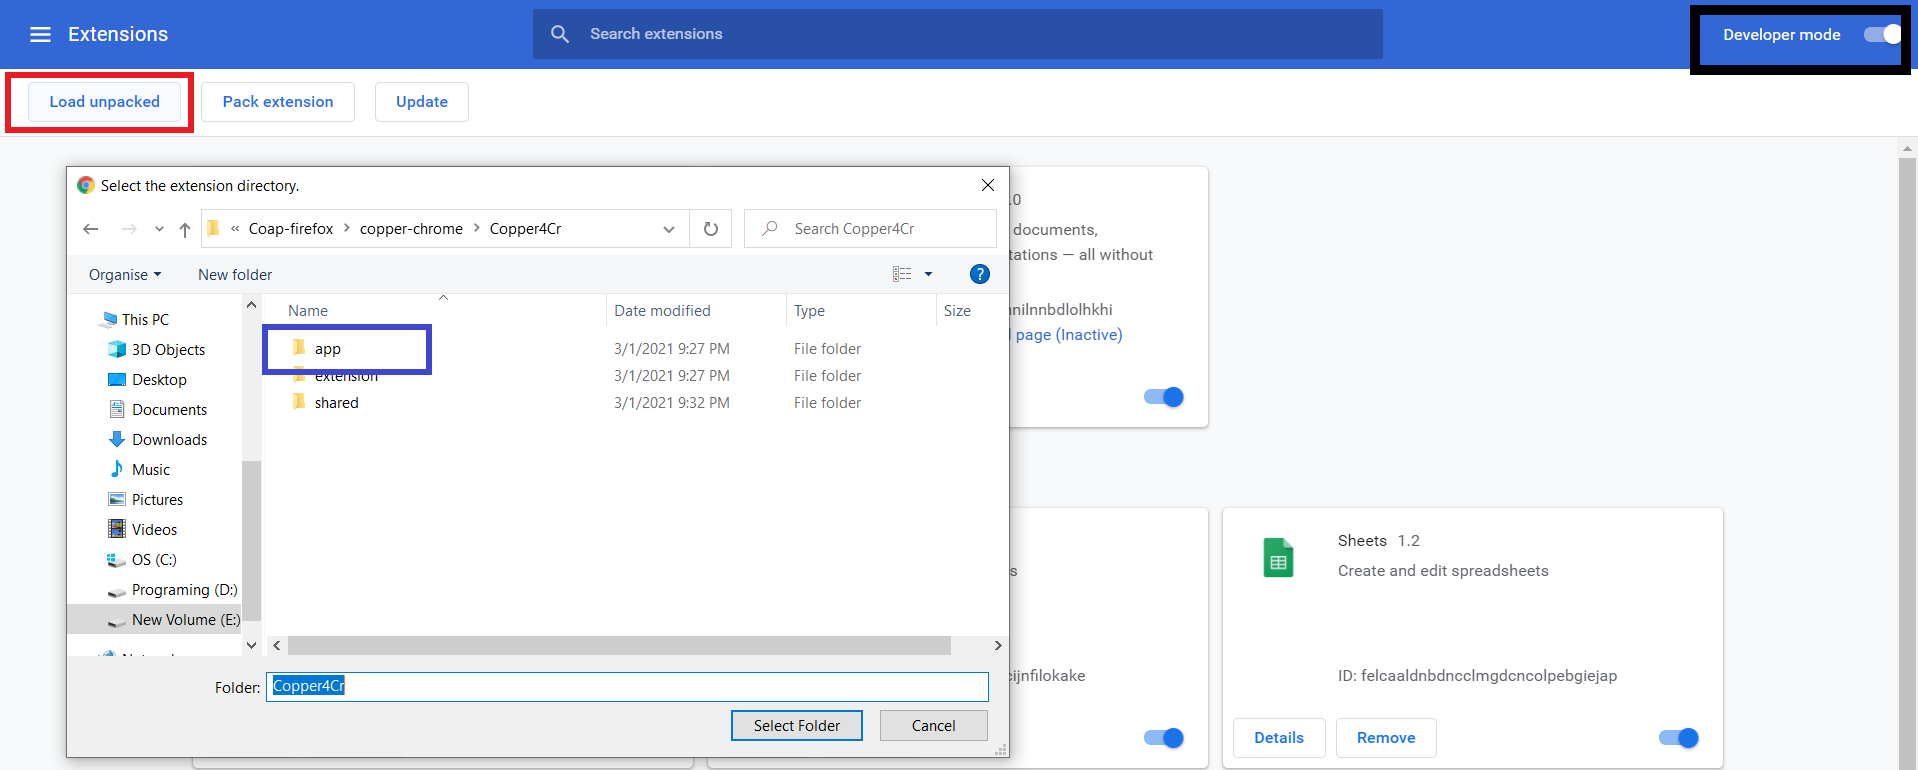 Extensions
Search extensions
Developer mode
Load unpacked
Pack extension
Update
Select the extension directory.
« Coap-firefox > copper-chrome > Copper4Cr
Search Copper4Cr
Organise
New folder
?
Name
Date modified
Type
Size
This PC
3D Objects
Desktop
Documents
Downloads
Music
Pictures
Videos
OS (C:)
Programing (D:)
New Volume (E:)
app 3/1/2021 9:27 PM File folder
extension 3/1/2021 9:27 PM File folder
shared 3/1/2021 9:32 PM File folder
Folder: Copper4Cr
Select Folder
Cancel
.0
documents,
tations — all without
nnilnnbdlolhkhi
page (Inactive)
s
cijnfilokake
Sheets 1.2
Create and edit spreadsheets
ID: felcaaldnbdncclmgdcncolpebgiejap
Details
Remove